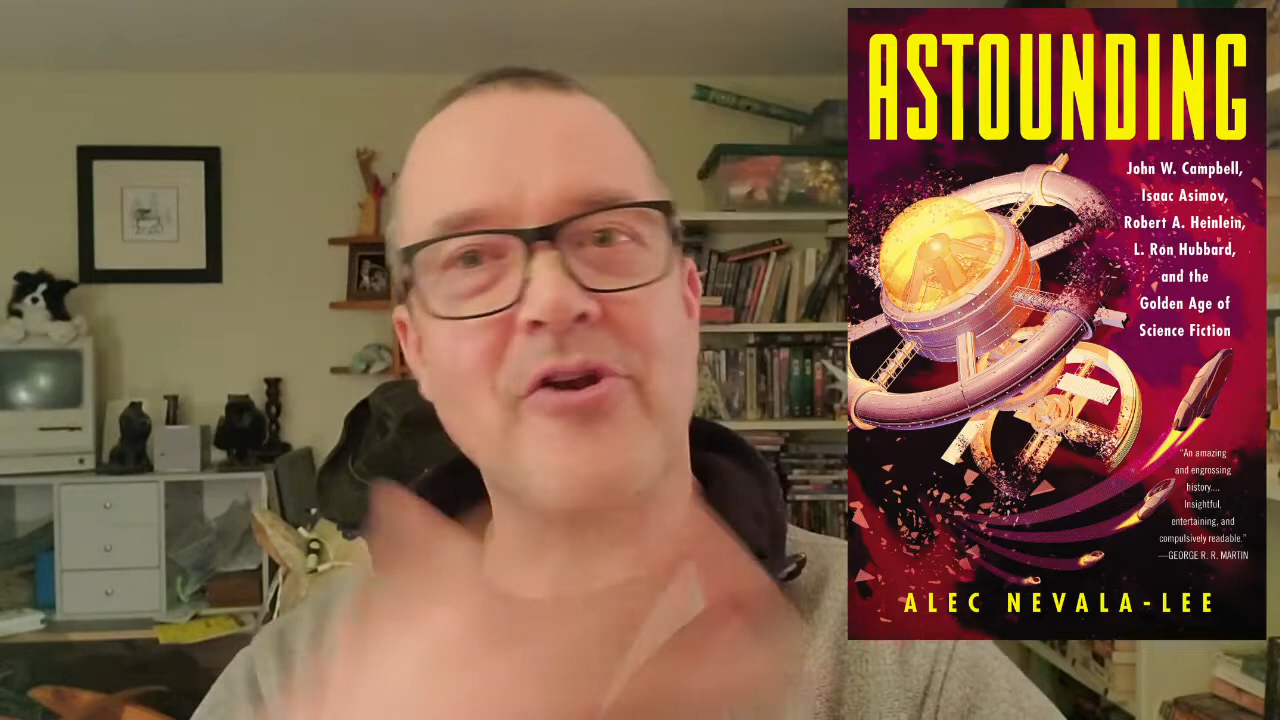 ASTOUNDING
John W. Campbell,
Isaac Asimov,
Robert A. Heinlein,
L. Ron Hubbard,
and the
Golden Age of
Science Fiction
"An amazing
and engrossing
history....
Insightful,
entertaining, and
compulsively readable."
—GEORGE R. R. MARTIN
ALEC NEVALA-LEE